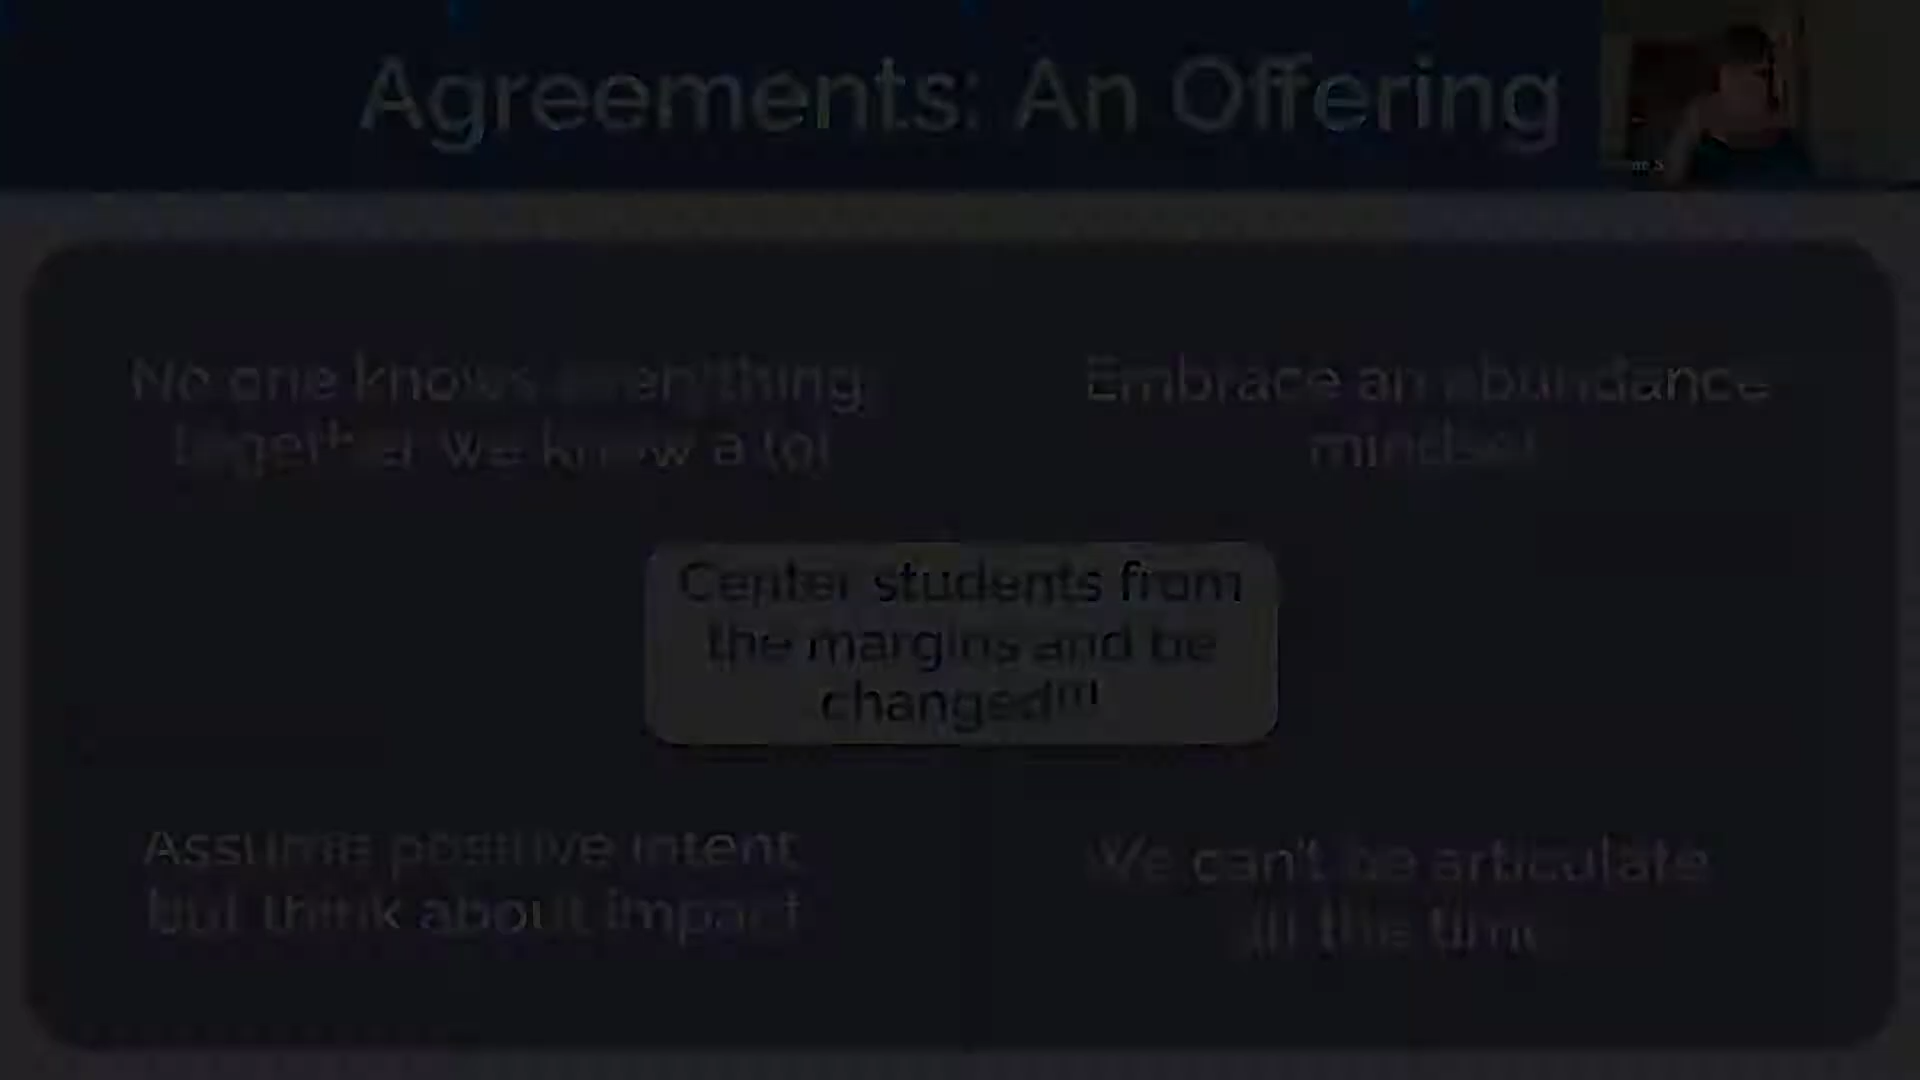 Agreements: An Offering
No one knows everything
together we know a lot
Embrace an abundance
mindset
Center students from
the margins and be
changed!!!
Assume positive intent
but think about impact
We can't be articulate
all the time